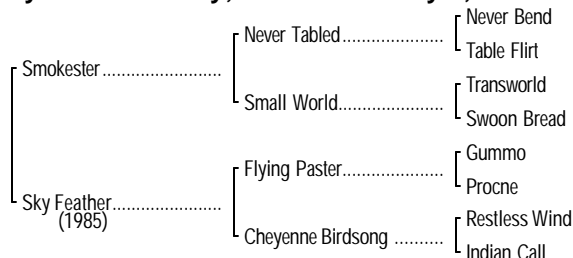 Never Bend
Never Tabled......................
Table Flirt
Smokester..........................
Transworld
Small World.......................
Swoon Bread
Gummo
Flying Paster......................
Procne
Sky Feather........................
(1985)
Restless Wind
Cheyenne Birdsong ..........
Indian Call